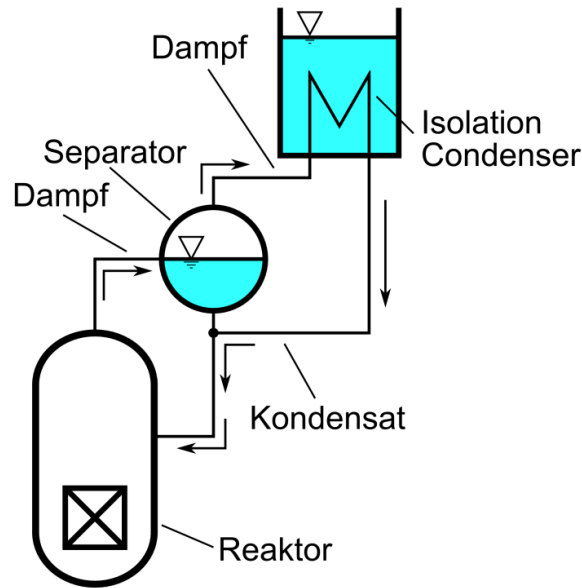 Dampf
Isolation
Condenser
Separator
Dampf
Kondensat
Reaktor